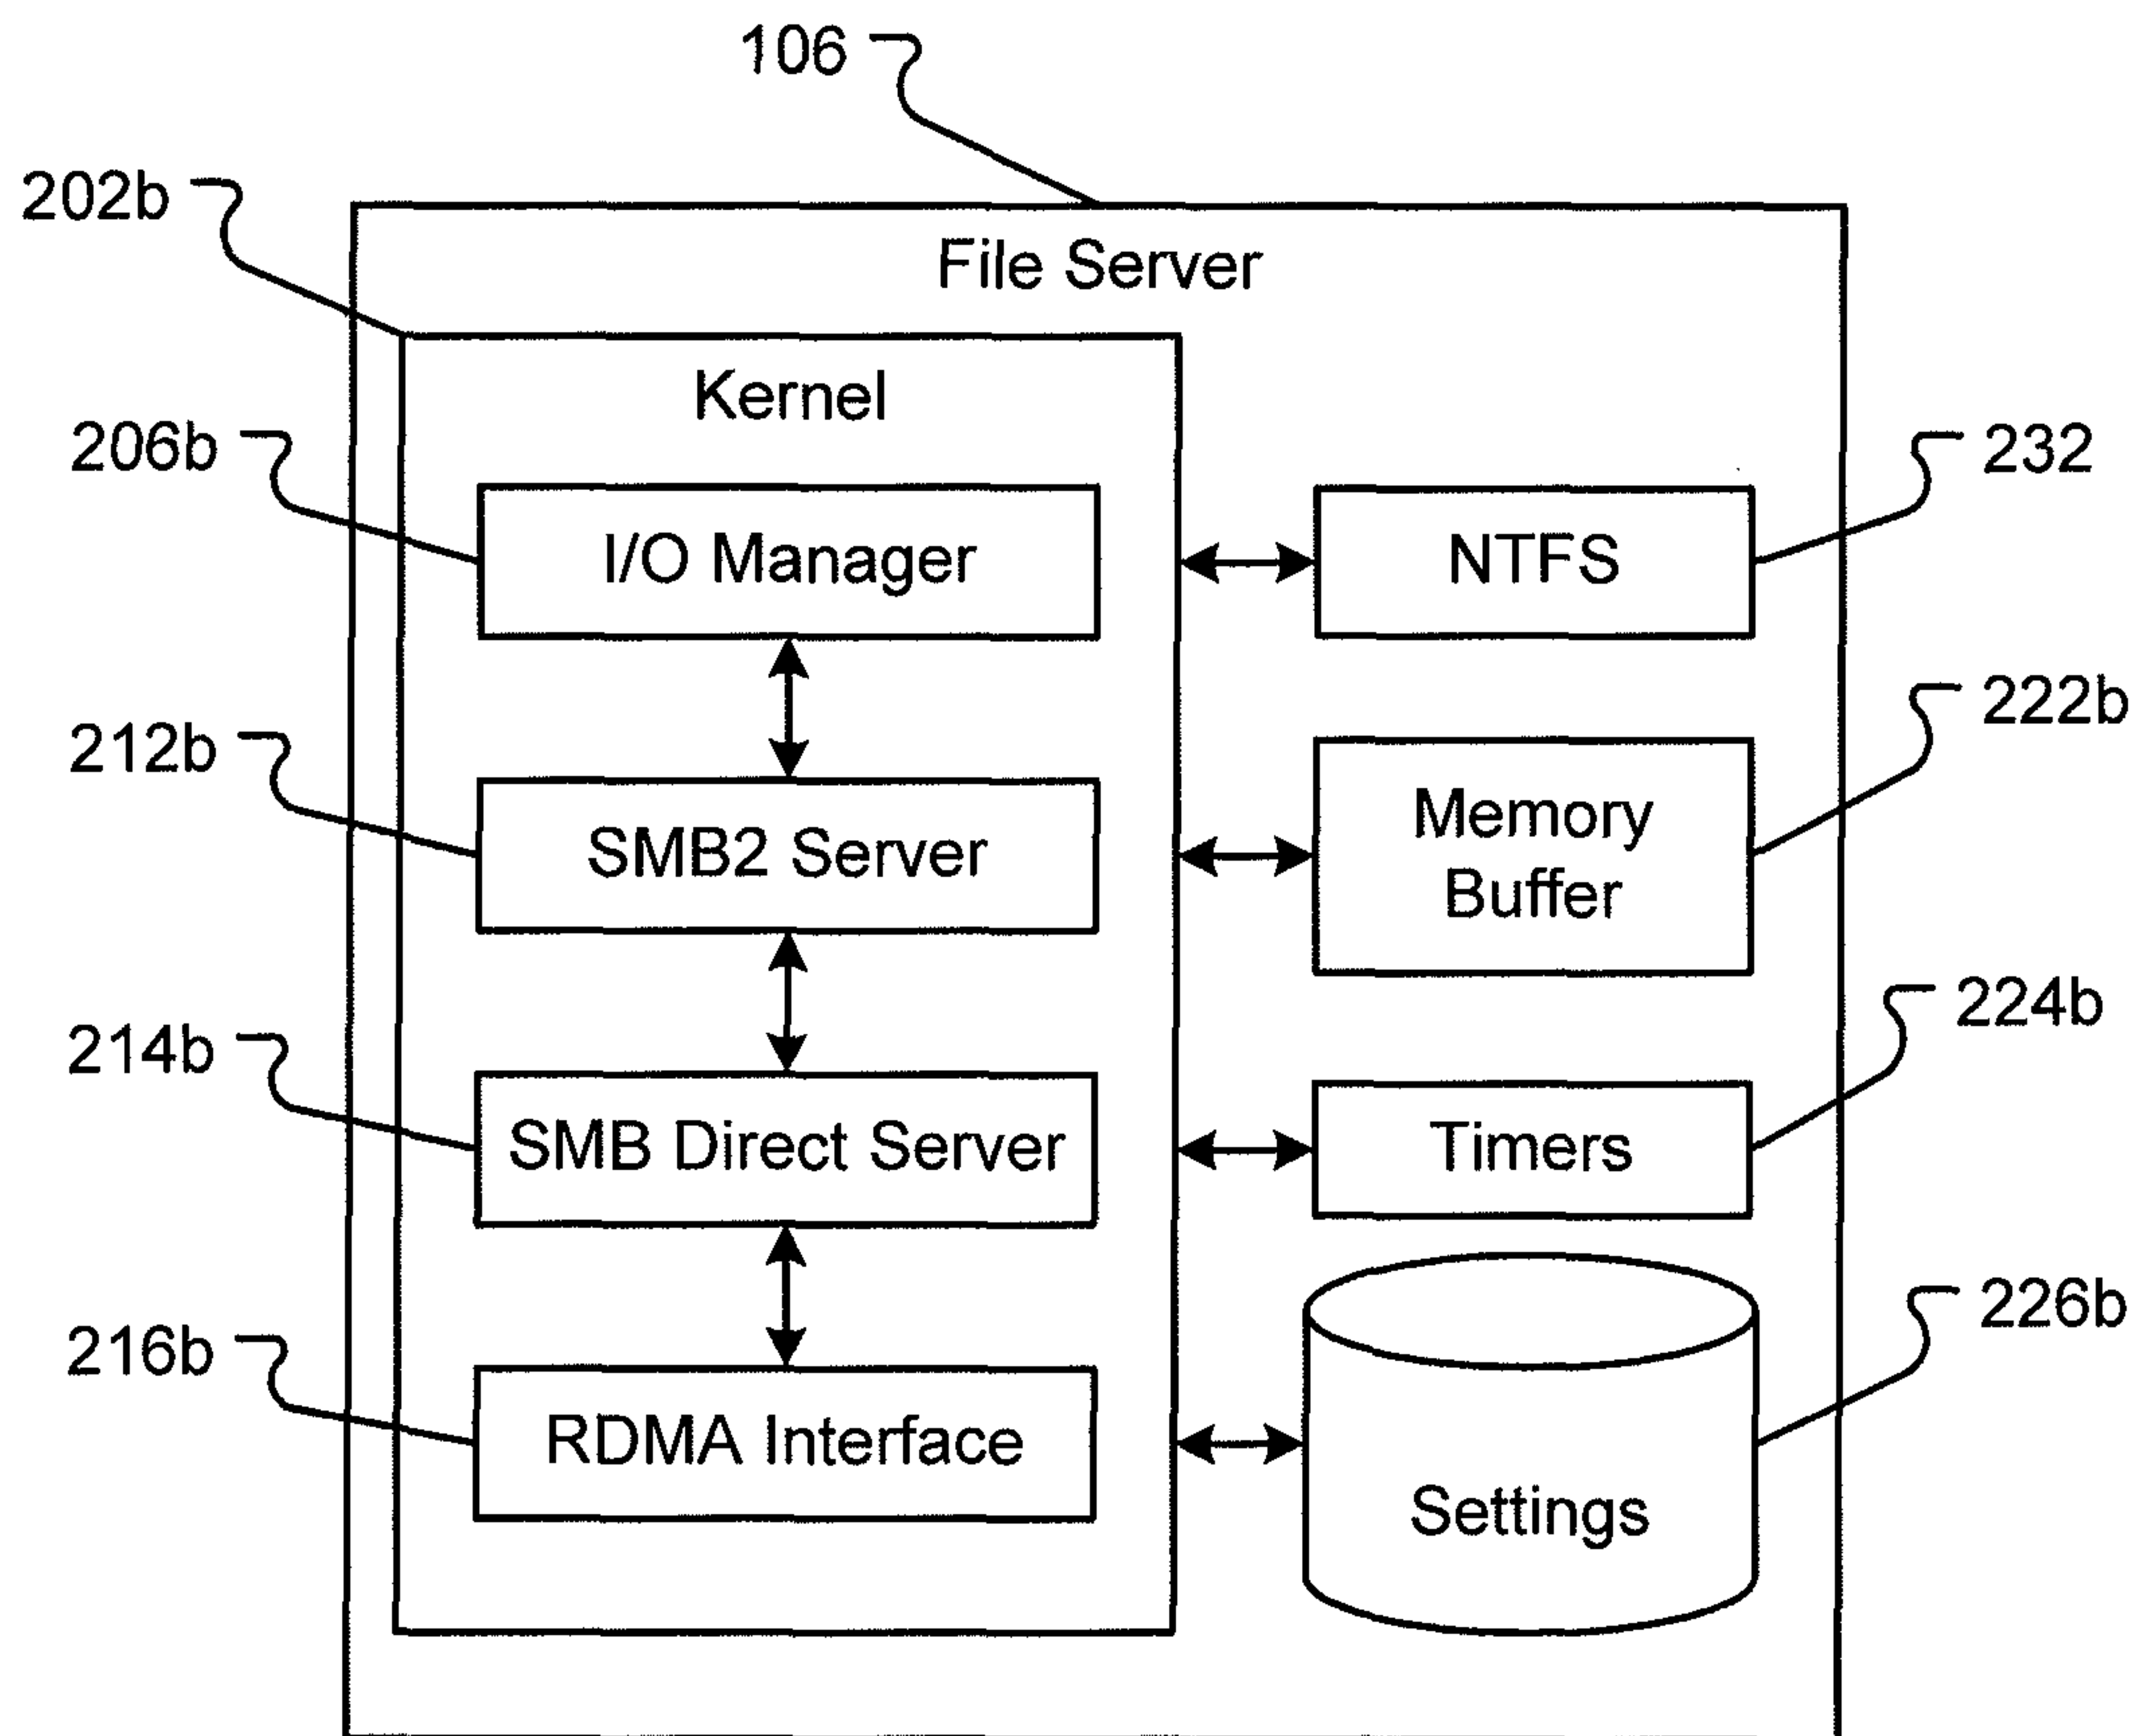 106
202b
File Server
Kernel
206b
I/O Manager
NTFS
232
212b
SMB2 Server
Memory
Buffer
222b
214b
SMB Direct Server
Timers
224b
216b
RDMA Interface
Settings
226b